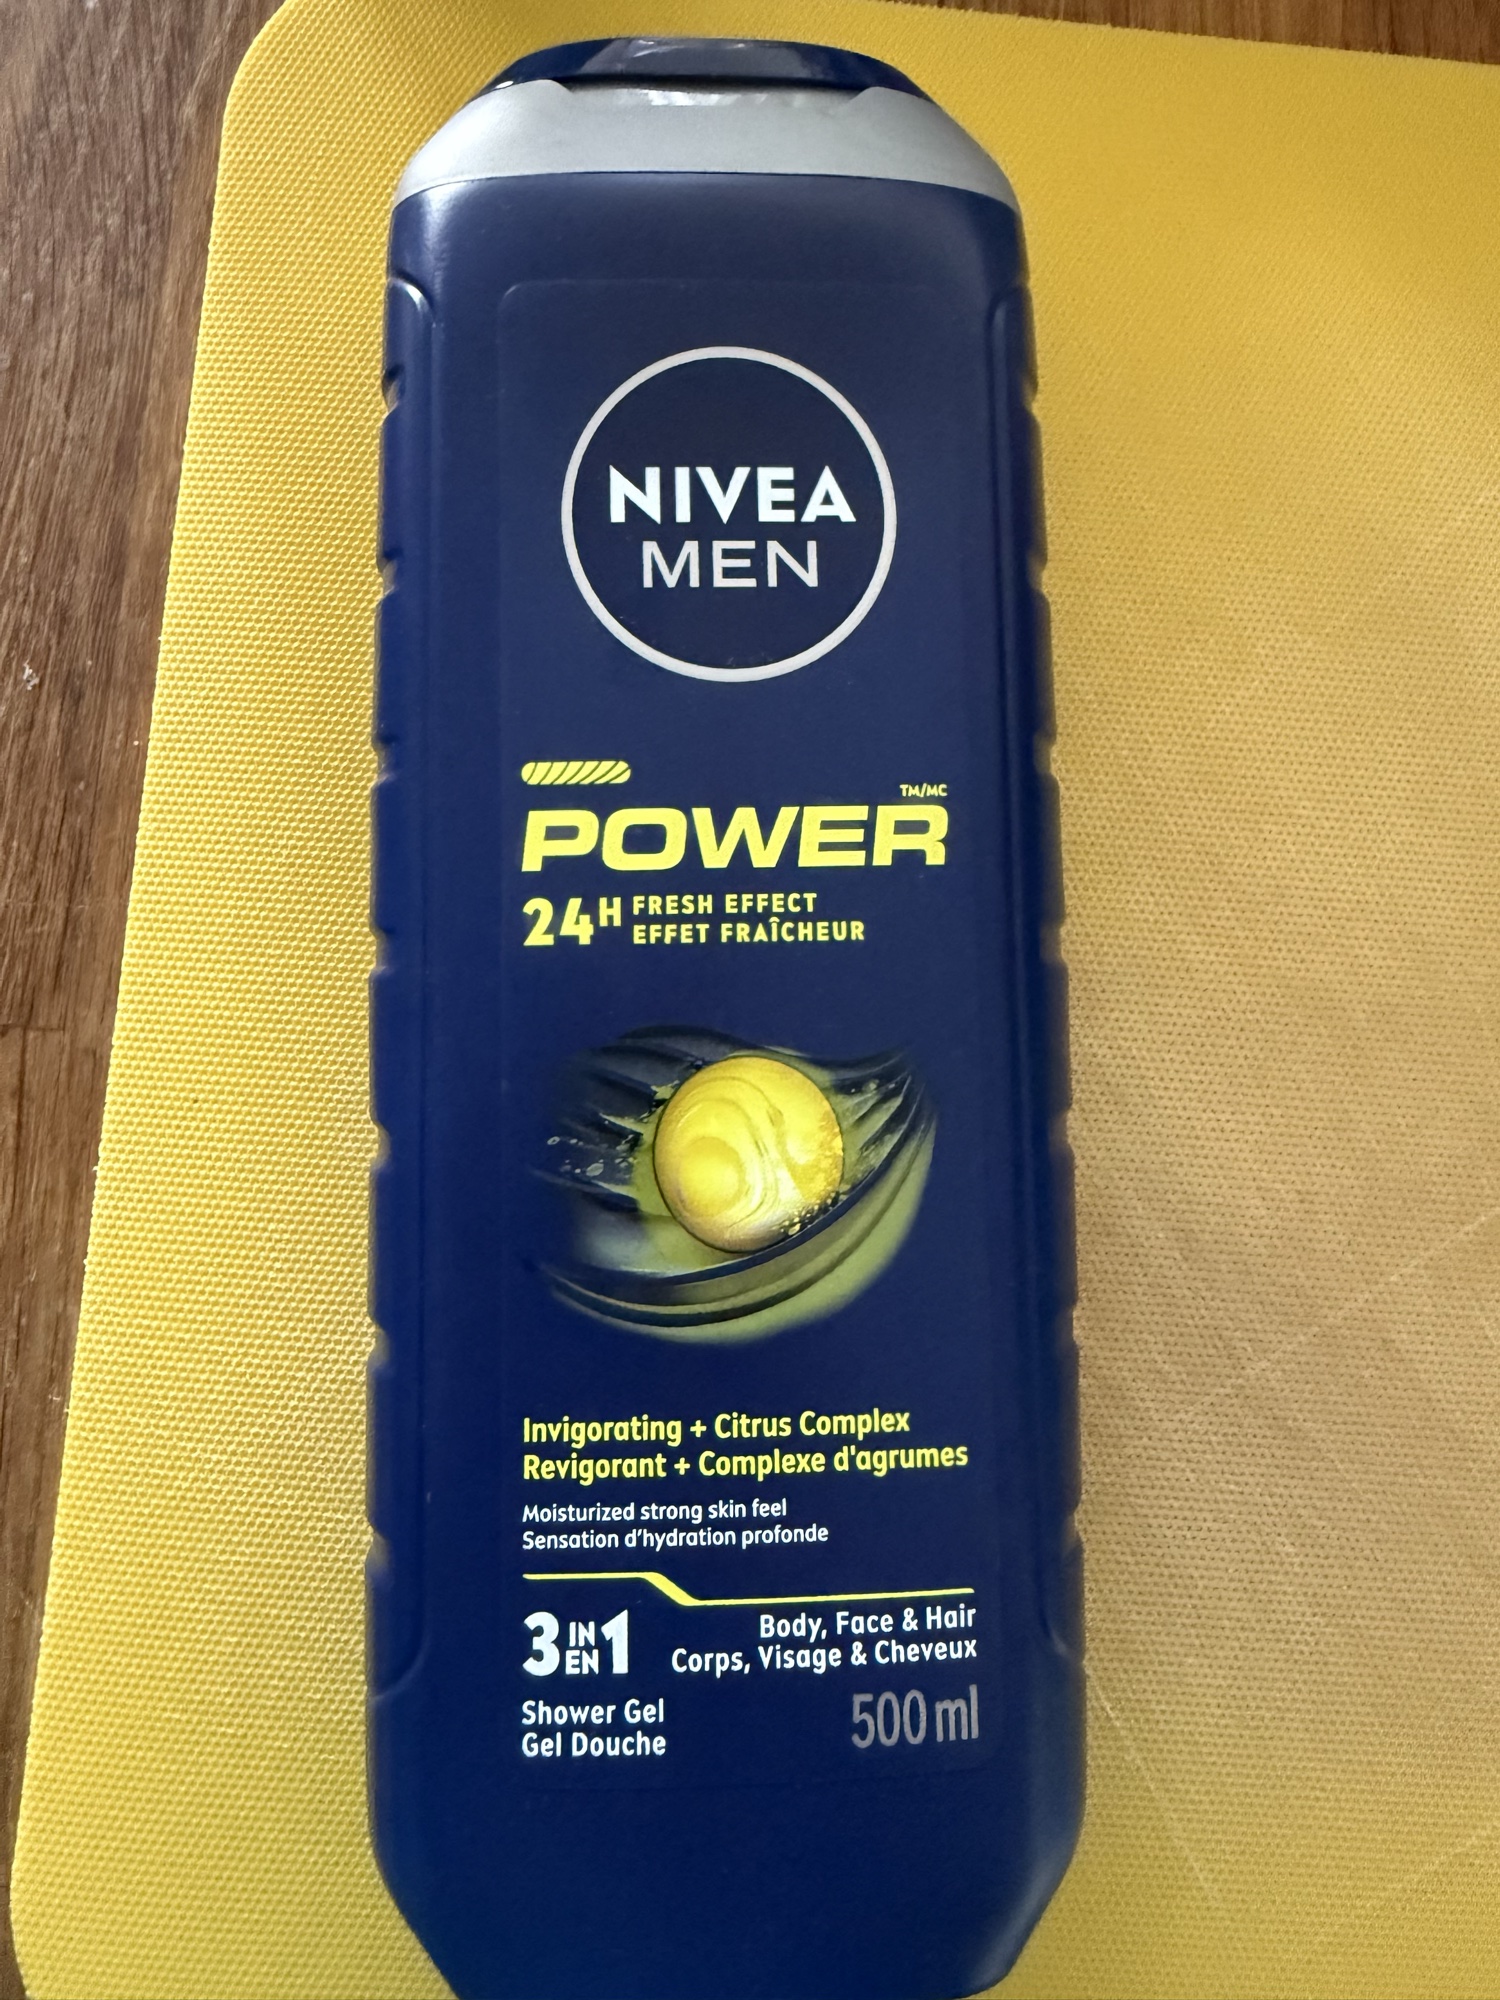 NIVEA
MEN
POWER TM/MC
24H FRESH EFFECT
EFFET FRAÎCHEUR
Invigorating + Citrus Complex
Revigorant + Complexe d'agrumes
Moisturized strong skin feel
Sensation d'hydration profonde
3 IN EN 1
Body, Face & Hair
Corps, Visage & Cheveux
Shower Gel
Gel Douche
500 ml